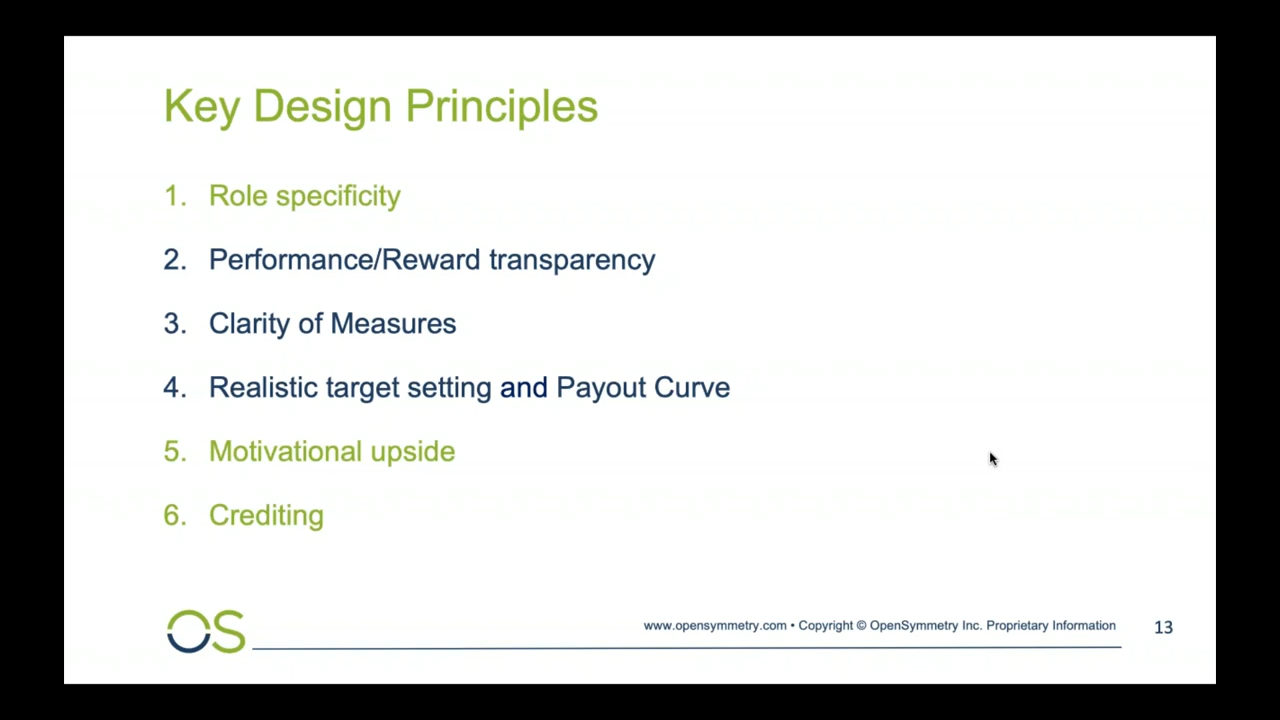 Key Design Principles
1. Role specificity
2. Performance/Reward transparency
3. Clarity of Measures
4. Realistic target setting and Payout Curve
5. Motivational upside
6. Crediting
OS
www.opensymmetry.com • Copyright © OpenSymmetry Inc. Proprietary Information
13